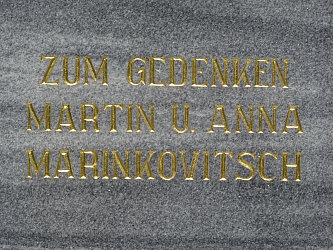 ZUM GEDENKEN
MARTIN U. ANNA
MARINKOVITSCH